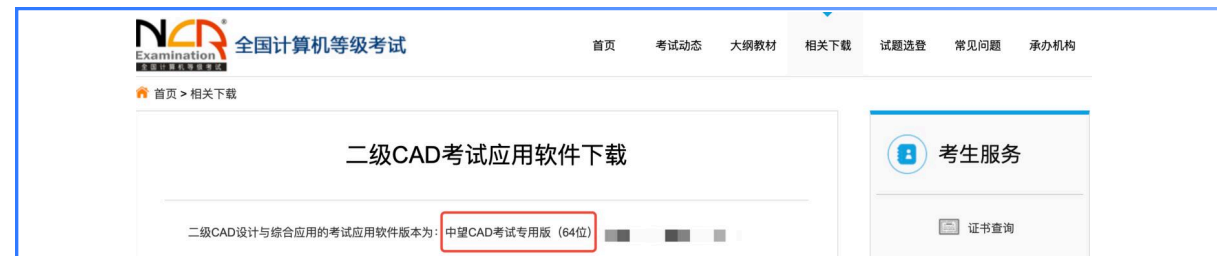 NCR
Examination
全国计算机等级考试
全国计算机等级考试
首页 考试动态 大纲教材 相关下载 试题选登 常见问题 承办机构
首页 > 相关下载
二级CAD考试应用软件下载
考生服务
二级CAD设计与综合应用的考试应用软件版本为：中望CAD考试专用版（64位）
证书查询